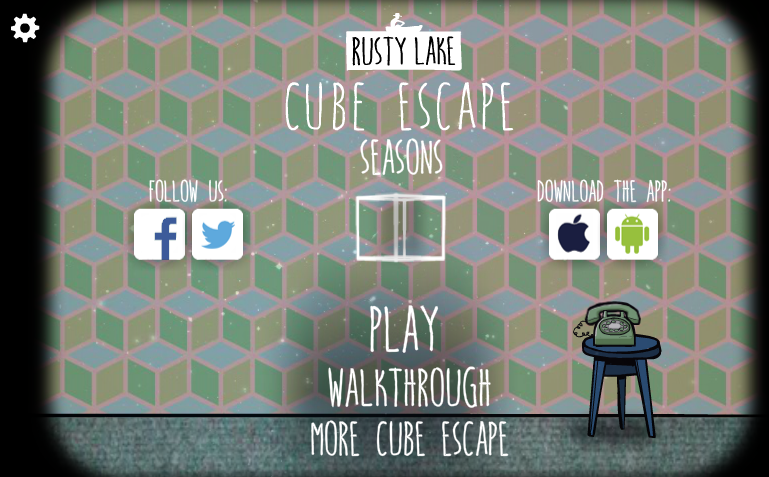 RUSTY LAKE
CUBE ESCAPE
SEASONS
FOLLOW US:
DOWNLOAD THE APP:
PLAY
WALKTHROUGH
MORE CUBE ESCAPE